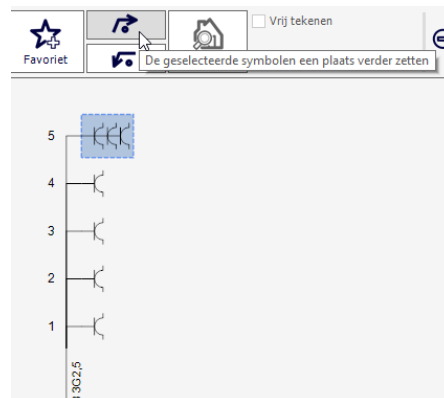 Vrij tekenen
Favoriet
De geselecteerde symbolen een plaats verder zetten
5
4
3
2
1
3G2,5